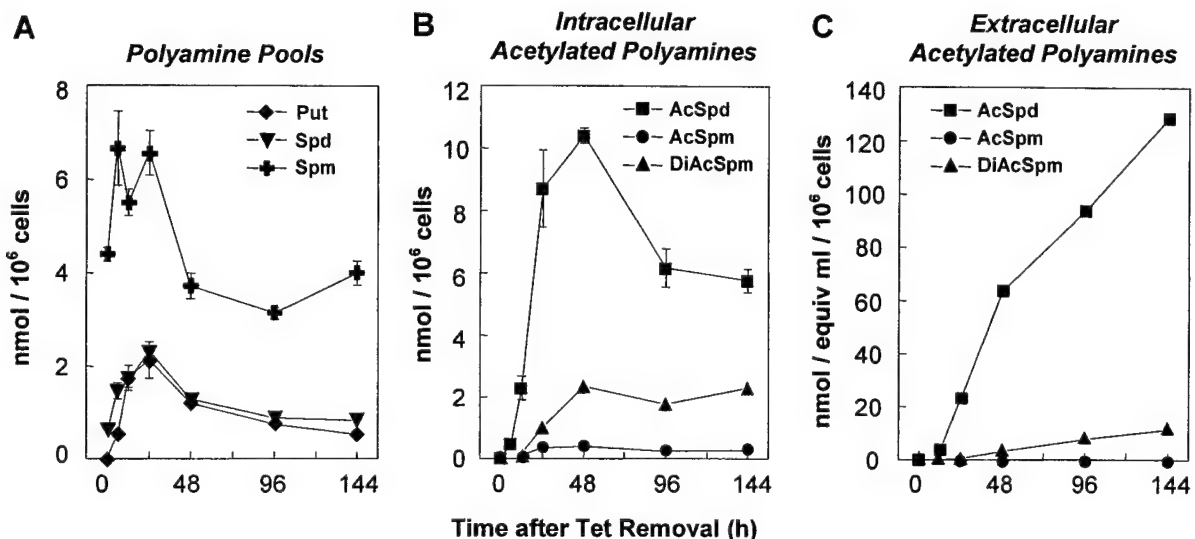 A
Polyamine Pools
nmol / 10⁶ cells
8
6
4
2
0
Put
Spd
Spm
0 48 96 144
B
Intracellular
Acetylated Polyamines
nmol / 10⁶ cells
12
10
8
6
4
2
0
AcSpd
AcSpm
DiAcSpm
0 48 96 144
C
Extracellular
Acetylated Polyamines
nmol / equiv ml / 10⁶ cells
140
120
100
80
60
40
20
0
AcSpd
AcSpm
DiAcSpm
0 48 96 144
Time after Tet Removal (h)